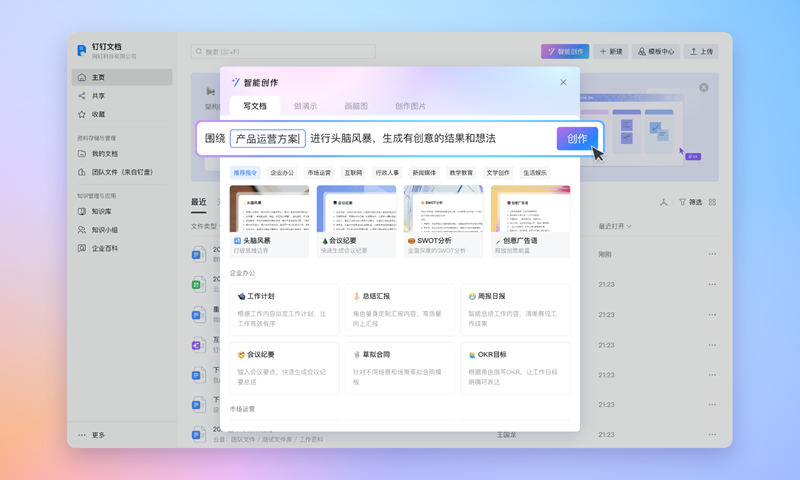 钉钉文档
钉钉科技有限公司
搜索 (⌘+F)
智能创作
新建
模板中心
上传
主页
共享
收藏
资料存储与管理
我的文档
团队文件（来自钉盘）
知识管理与应用
知识库
知识小组
企业百科
更多
智能创作
写文档
做演示
画脑图
创作图片
围绕 产品运营方案 进行头脑风暴，生成有创意的结果和想法
创作
推荐指令
企业办公
市场运营
互联网
行政人事
新闻媒体
教学教育
文学创作
生活娱乐
头脑风暴
会议纪要
SWOT分析
创意广告语
头脑风暴
打破思维边界
会议纪要
快速生成会议纪要
SWOT分析
全面深度的SWOT分析
创意广告语
释放创意能量
企业办公
工作计划
根据工作内容拟定工作计划，让
工作高效有序
总结汇报
角色量身定制汇报内容，高质量
向上汇报
周报日报
智能总结工作内容，清晰展现工
作成果
会议纪要
输入会议要点，快速生成会议纪
要总结
草拟合同
针对不同场景和场景草拟合同模
板
OKR目标
根据角色撰写OKR，让工作目标
明确可表达
市场运营
最近
文件类型
筛选
最近打开
刚刚
21:23
21:23
21:23
21:23
21:23
21:23
云盘：团队文件 / 测试文件库 / 工作资料
王国龙